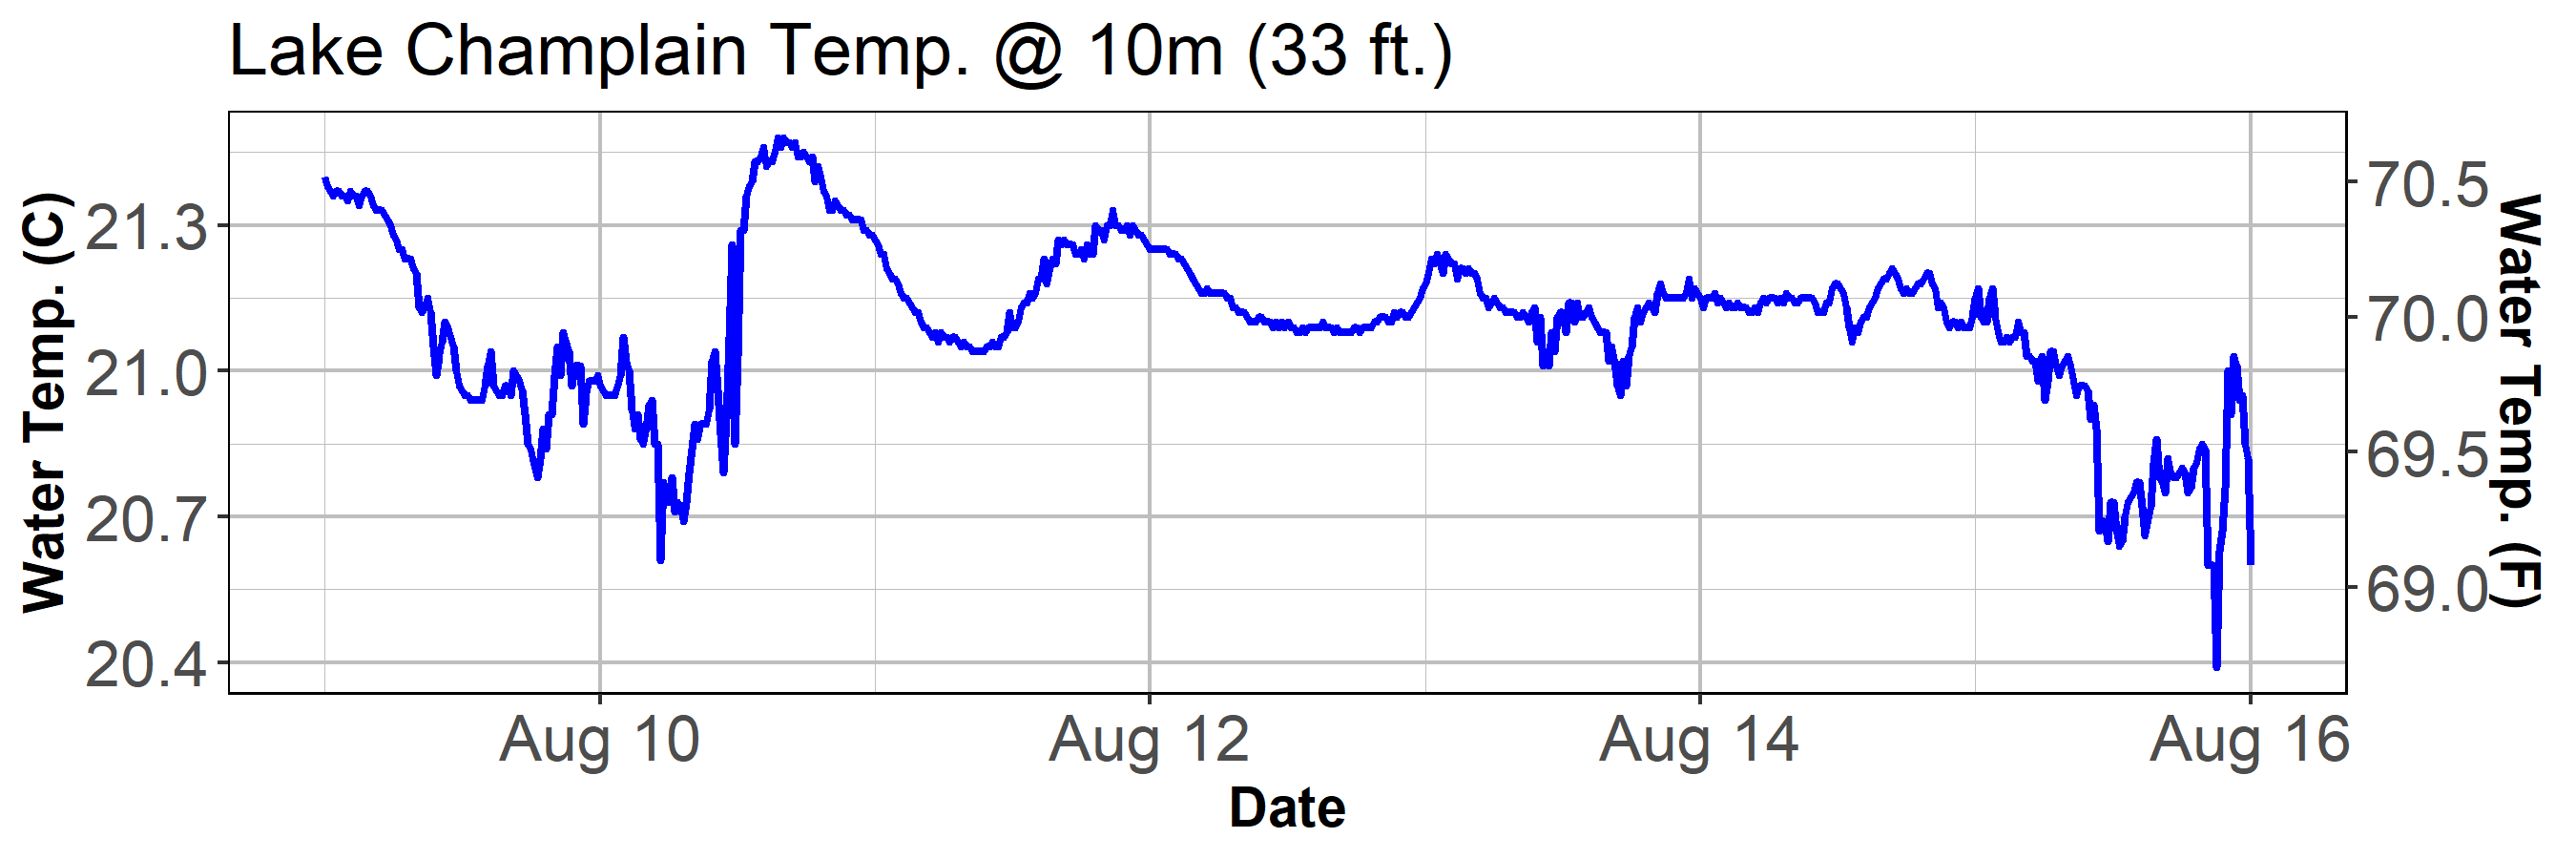 Lake Champlain Temp. @ 10m (33 ft.)
Water Temp. (C)
21.3
21.0
20.7
20.4
70.5
70.0
69.5
69.0
Water Temp. (F)
Aug 10
Aug 12
Aug 14
Aug 16
Date